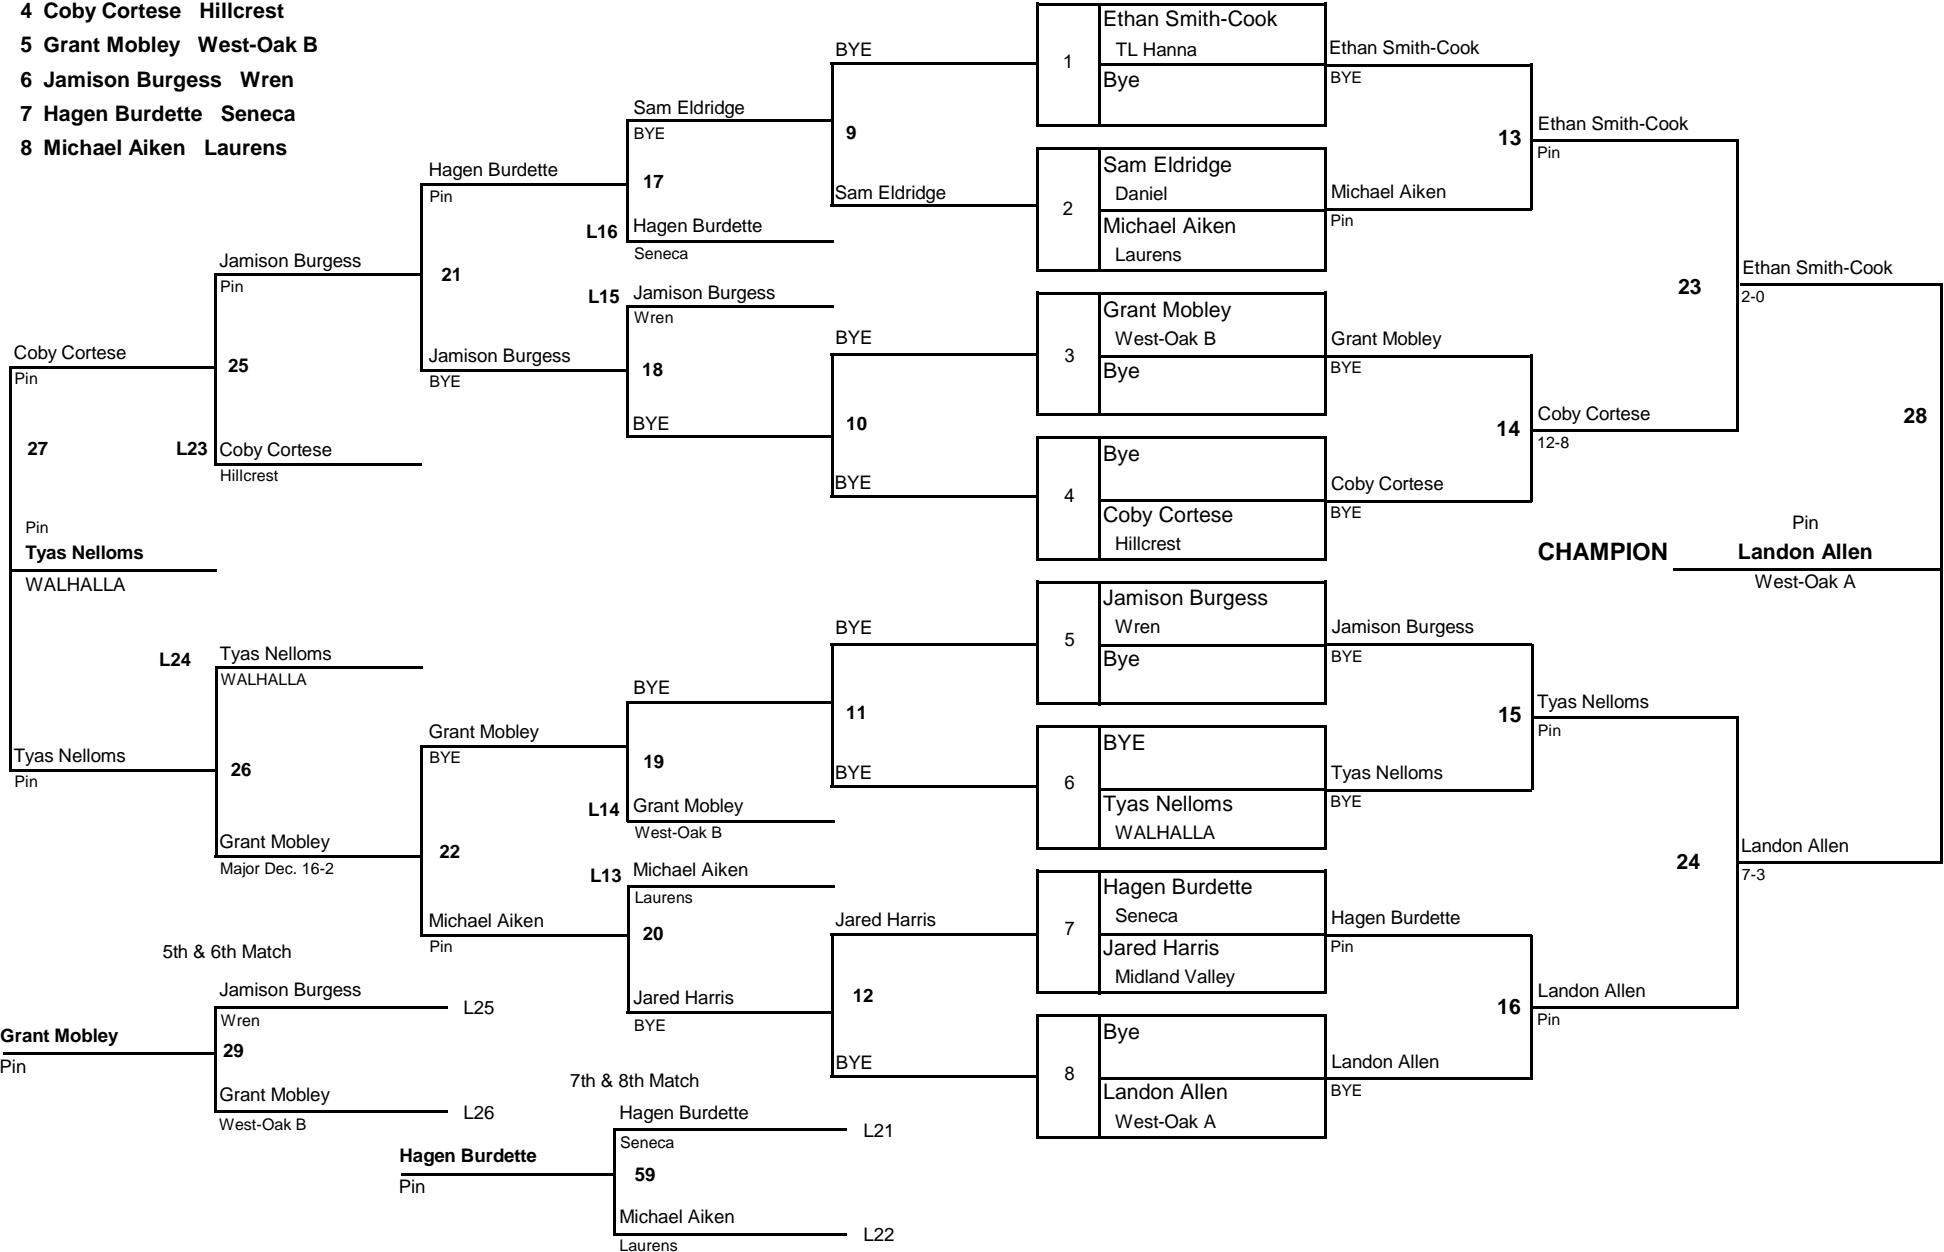 4 Coby Cortese Hillcrest
5 Grant Mobley West-Oak B
6 Jamison Burgess Wren
7 Hagen Burdette Seneca
8 Michael Aiken Laurens
Coby Cortese
Pin
27
Pin
Tyas Nelloms
WALHALLA
Tyas Nelloms
Pin
Jamison Burgess
Pin
25
L23 Coby Cortese
Hillcrest
L24 Tyas Nelloms
WALHALLA
26
Grant Mobley
Major Dec. 16-2
5th & 6th Match
Jamison Burgess L25
Wren
Grant Mobley
29
Pin
Grant Mobley L26
West-Oak B
Hagen Burdette
Pin
21
Jamison Burgess
BYE
Grant Mobley
BYE
22
Michael Aiken
Pin
7th & 8th Match
Hagen Burdette L21
Seneca
Hagen Burdette
59
Pin
Michael Aiken L22
Laurens
Sam Eldridge
BYE
17
L16 Hagen Burdette
Seneca
L15 Jamison Burgess
Wren
18
BYE
BYE
19
L14 Grant Mobley
West-Oak B
L13 Michael Aiken
Laurens
20
Jared Harris
BYE
BYE
9
Sam Eldridge
BYE
10
BYE
BYE
11
BYE
Jared Harris
12
BYE
1
Ethan Smith-Cook
TL Hanna
Bye
2
Sam Eldridge
Daniel
Michael Aiken
Laurens
3
Grant Mobley
West-Oak B
Bye
4
Bye
Coby Cortese
Hillcrest
5
Jamison Burgess
Wren
Bye
6
BYE
Tyas Nelloms
WALHALLA
7
Hagen Burdette
Seneca
Jared Harris
Midland Valley
8
Bye
Landon Allen
West-Oak A
Ethan Smith-Cook
BYE
13
Michael Aiken
Pin
Grant Mobley
BYE
14
Coby Cortese
BYE
Jamison Burgess
BYE
15
Tyas Nelloms
BYE
Hagen Burdette
Pin
16
Landon Allen
BYE
Ethan Smith-Cook
Pin
23
Coby Cortese
12-8
Tyas Nelloms
Pin
24
Landon Allen
Pin
Ethan Smith-Cook
2-0
28
Pin
CHAMPION Landon Allen
West-Oak A
Landon Allen
7-3